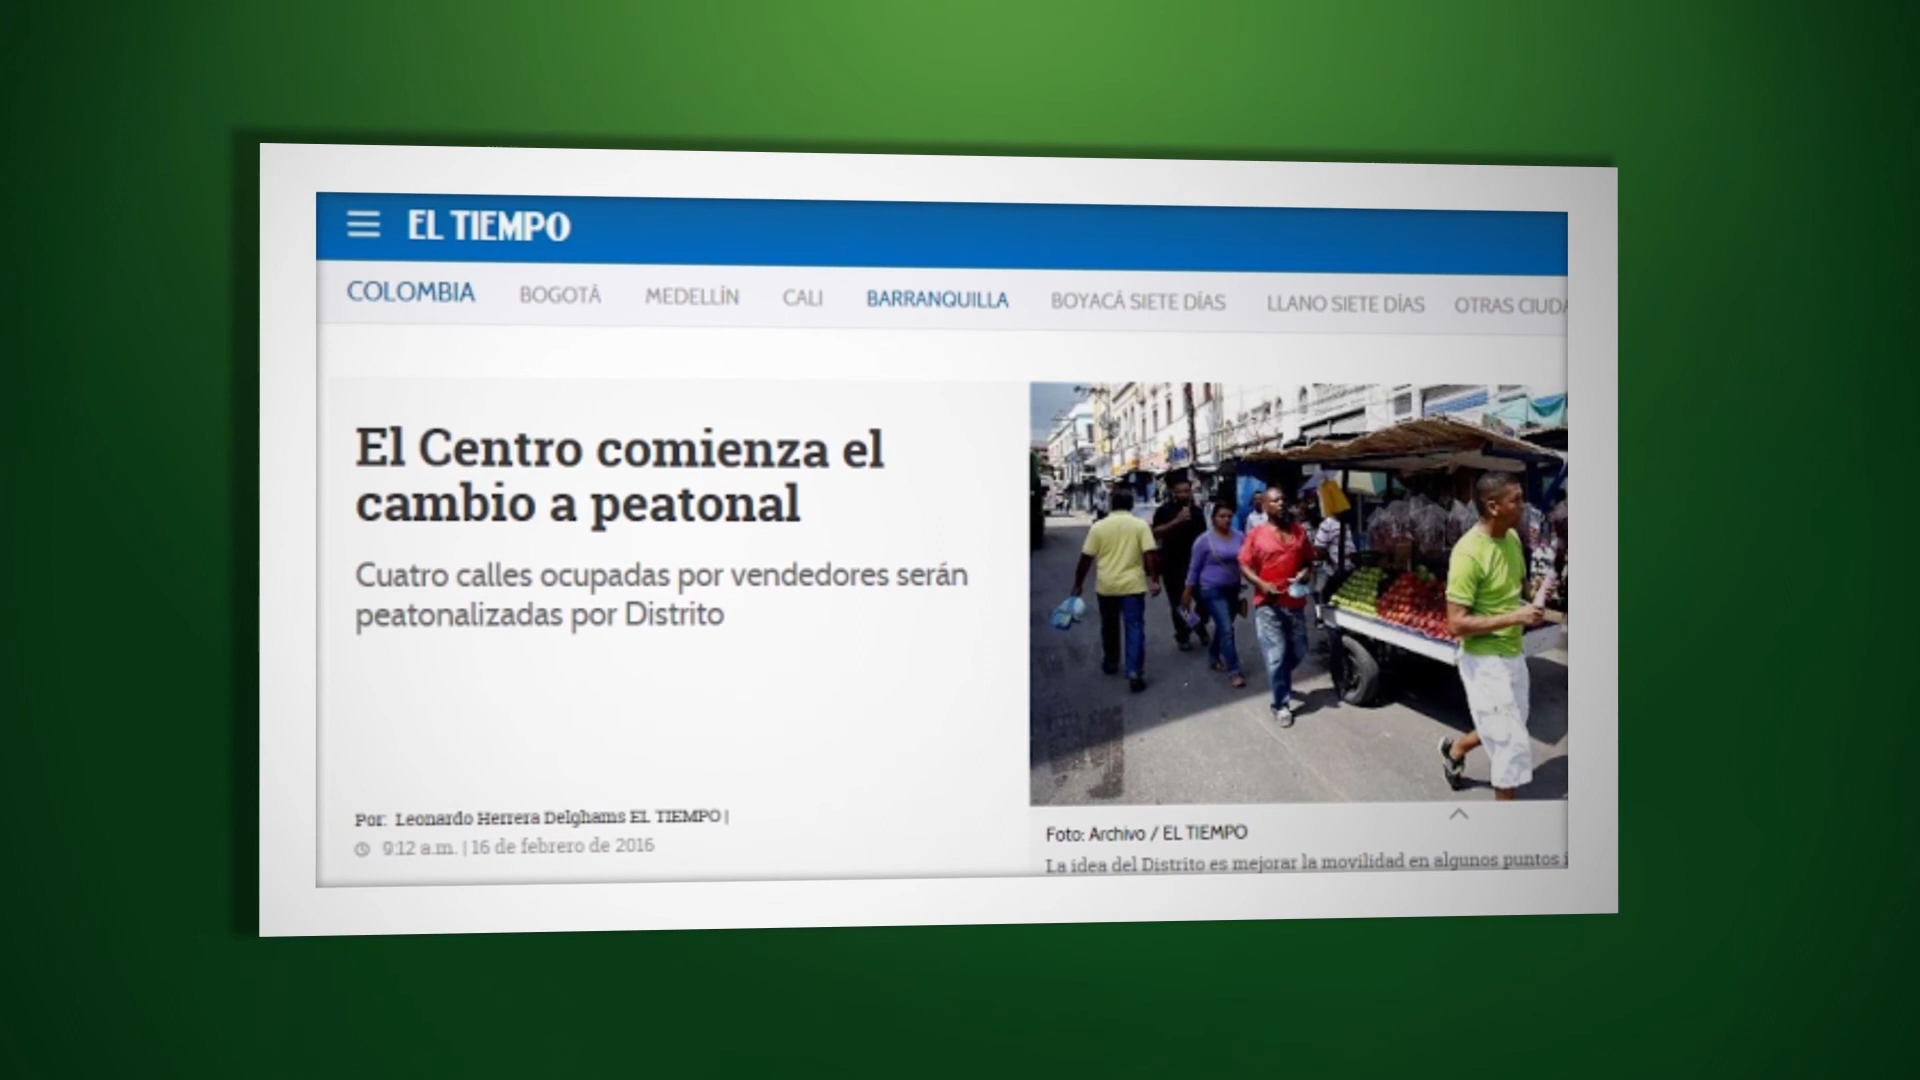 EL TIEMPO
COLOMBIA BOGOTÁ MEDELLÍN CALI BARRANQUILLA BOYACÁ SIETE DÍAS LLANO SIETE DÍAS OTRAS CIUDA
El Centro comienza el
cambio a peatonal
Cuatro calles ocupadas por vendedores serán
peatonalizadas por Distrito
Por: Leonardo Herrera Delghams EL TIEMPO |
9:12 a.m. | 16 de febrero de 2016
Foto: Archivo / EL TIEMPO
La idea del Distrito es mejorar la movilidad en algunos puntos